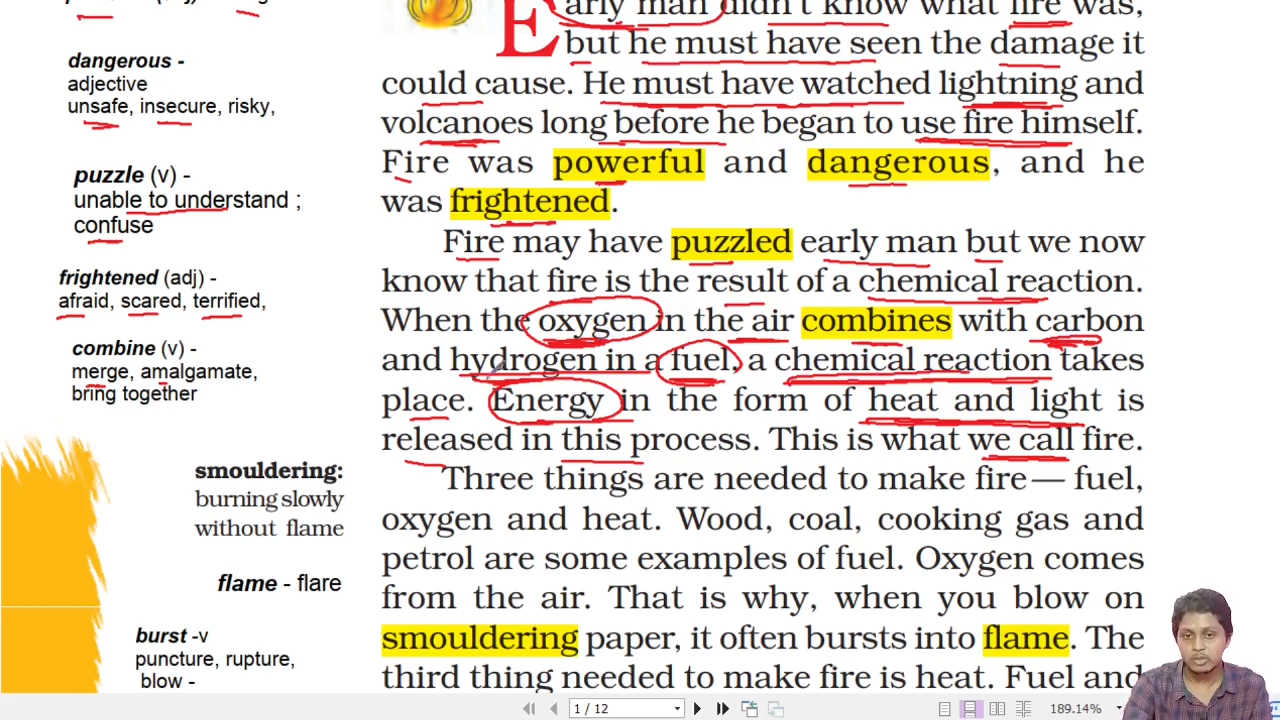 dangerous -
adjective
unsafe, insecure, risky,
puzzle (v) -
unable to understand ;
confuse
frightened (adj) -
afraid, scared, terrified,
combine (v) -
merge, amalgamate,
bring together
smouldering:
burning slowly
without flame
flame - flare
burst -v
puncture, rupture,
blow -
Early man didn't know what fire was,
but he must have seen the damage it
could cause. He must have watched lightning and
volcanoes long before he began to use fire himself.
Fire was powerful and dangerous, and he
was frightened.
Fire may have puzzled early man but we now
know that fire is the result of a chemical reaction.
When the oxygen in the air combines with carbon
and hydrogen in a fuel, a chemical reaction takes
place. Energy in the form of heat and light is
released in this process. This is what we call fire.
Three things are needed to make fire — fuel,
oxygen and heat. Wood, coal, cooking gas and
petrol are some examples of fuel. Oxygen comes
from the air. That is why, when you blow on
smouldering paper, it often bursts into flame. The
third thing needed to make fire is heat. Fuel and
1 / 12
189.14%